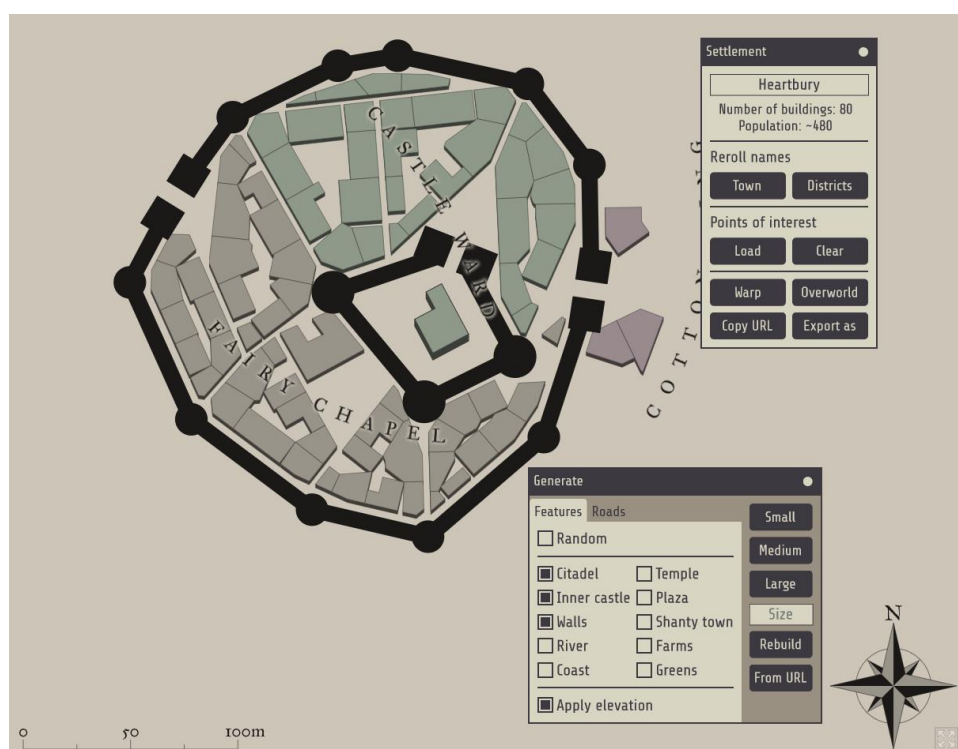 CASTLE WARD
FAIRY CHAPEL
COTTON
Settlement
Heartbury
Number of buildings: 80
Population: ~480
Reroll names
Town Districts
Points of interest
Load Clear
Warp Overworld
Copy URL Export as
Generate
Features Roads
Random
Citadel Temple
Inner castle Plaza
Walls Shanty town
River Farms
Coast Greens
Apply elevation
Small
Medium
Large
Size
Rebuild
From URL
N
0 50 100m